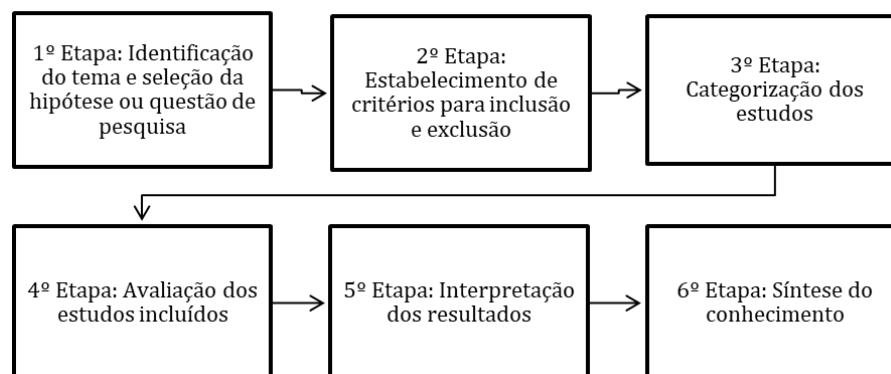 1º Etapa: Identificação
do tema e seleção da
hipótese ou questão de
pesquisa
2º Etapa:
Estabelecimento de
critérios para inclusão
e exclusão
3º Etapa:
Categorização dos
estudos
4º Etapa: Avaliação dos
estudos incluídos
5º Etapa: Interpretação
dos resultados
6º Etapa: Síntese do
conhecimento